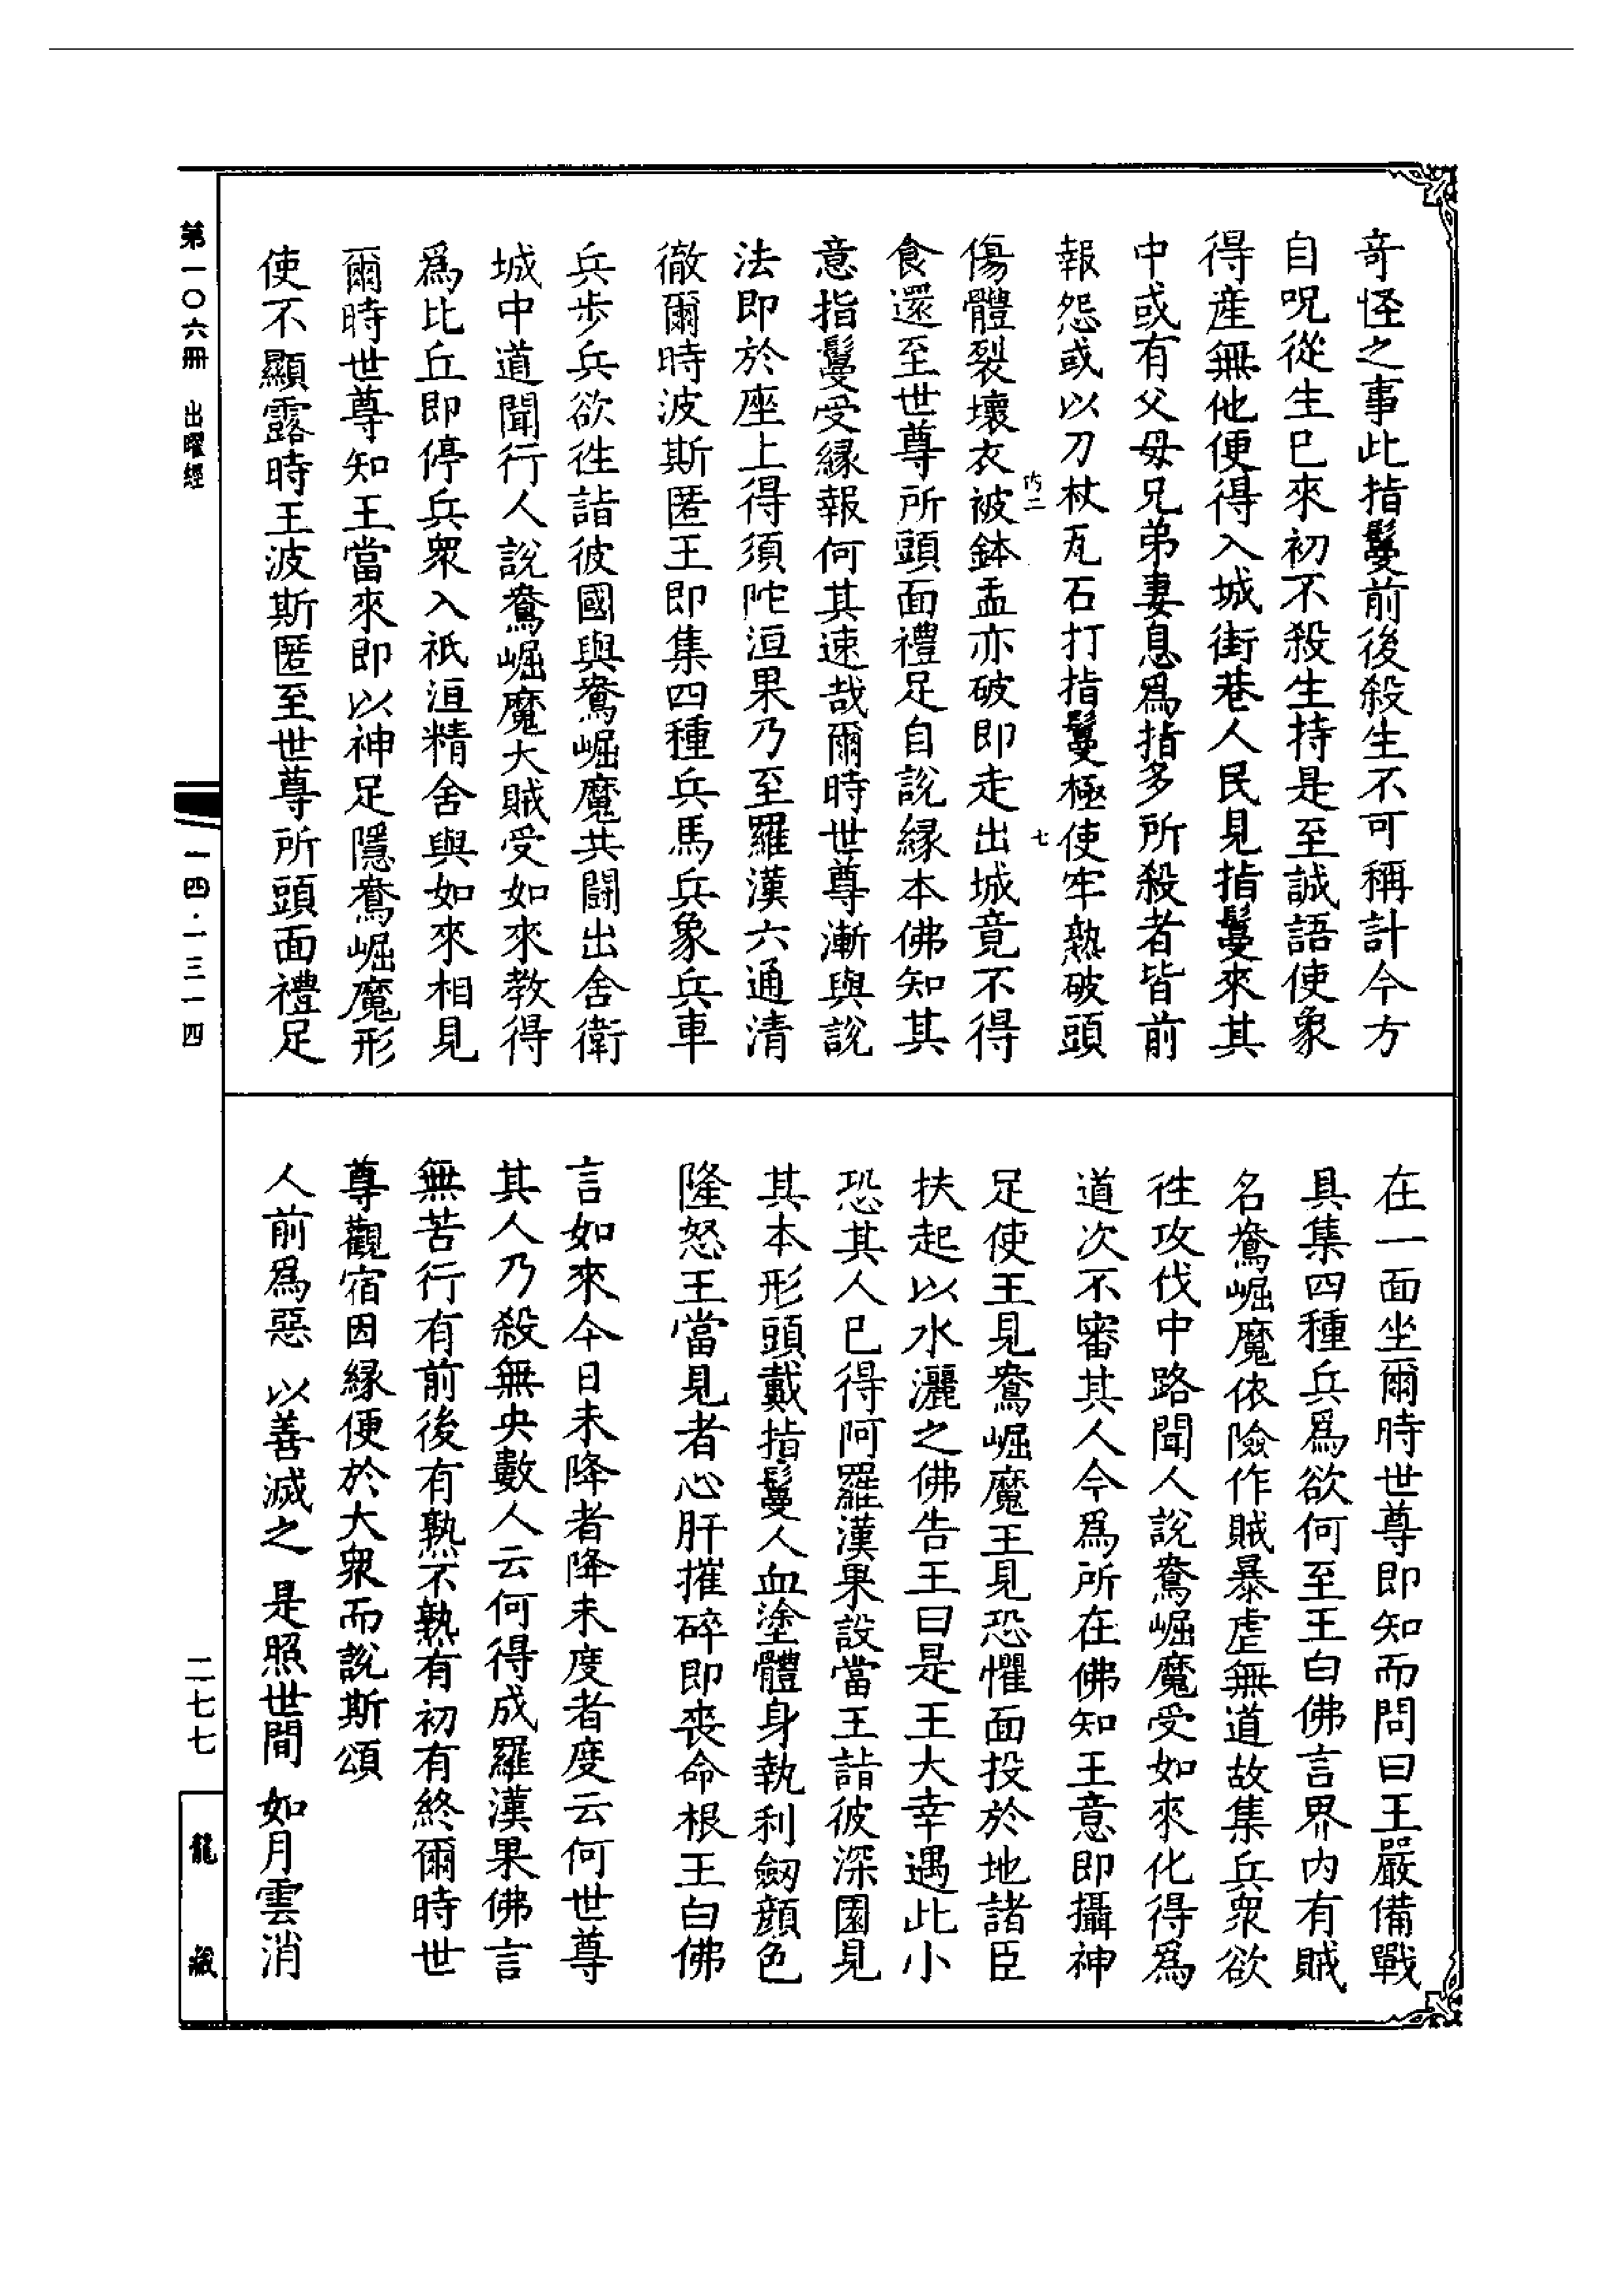 奇怪之事此指鬘前後殺生不可稱計今方
自呪從生已來初不殺生持是至誠語使象
得產無他便得入城街巷人民見指鬘來其
中或有父母兄弟妻息爲指多所殺者皆前
報怨或以刀杖瓦石打指鬘極使牢熟破頭
内二 七
傷體裂壞衣被鉢盂亦破即走出城竟不得
食還至世尊所頭面禮足自說緣本佛知其
意指鬘受緣報何其速哉爾時世尊漸與說
法即於座上得須陀洹果乃至羅漢六通清
徹爾時波斯匿王即集四種兵馬兵象兵車
兵步兵欲往詣彼國與鴦崛魔共鬪出舍衛
城中道聞行人說鴦崛魔大賊受如來教得
爲比丘即停兵衆入祇洹精舍與如來相見
爾時世尊知王當來即以神足隱鴦崛魔形
使不顯露時王波斯匿至世尊所頭面禮足
在一面坐爾時世尊即知而問曰王嚴備戰
具集四種兵爲欲何至王白佛言界內有賊
名鴦崛魔依險作賊暴虐無道故集兵衆欲
往攻伐中路聞人說鴦崛魔受如來化得爲
道次不審其人今爲所在佛知王意即攝神
足使王見鴦崛魔王見恐懼面投於地諸臣
扶起以水灑之佛告王曰是王大幸遇此小
恐其人已得阿羅漢果設當王詣彼深園見
其本形頭戴指鬘人血塗體身執利劒顏色
隆怒王當見者心肝摧碎即喪命根王白佛
言如來今日未降者降未度者度云何世尊
其人乃殺無央數人云何得成羅漢果佛言
無苦行有前後有熟不熟有初有終爾時世
尊觀宿因緣便於大衆而說斯頌
人前爲惡 以善滅之 是照世間 如月雲消
第一〇六冊 出曜經
一四·一三一四
二七七
龍藏